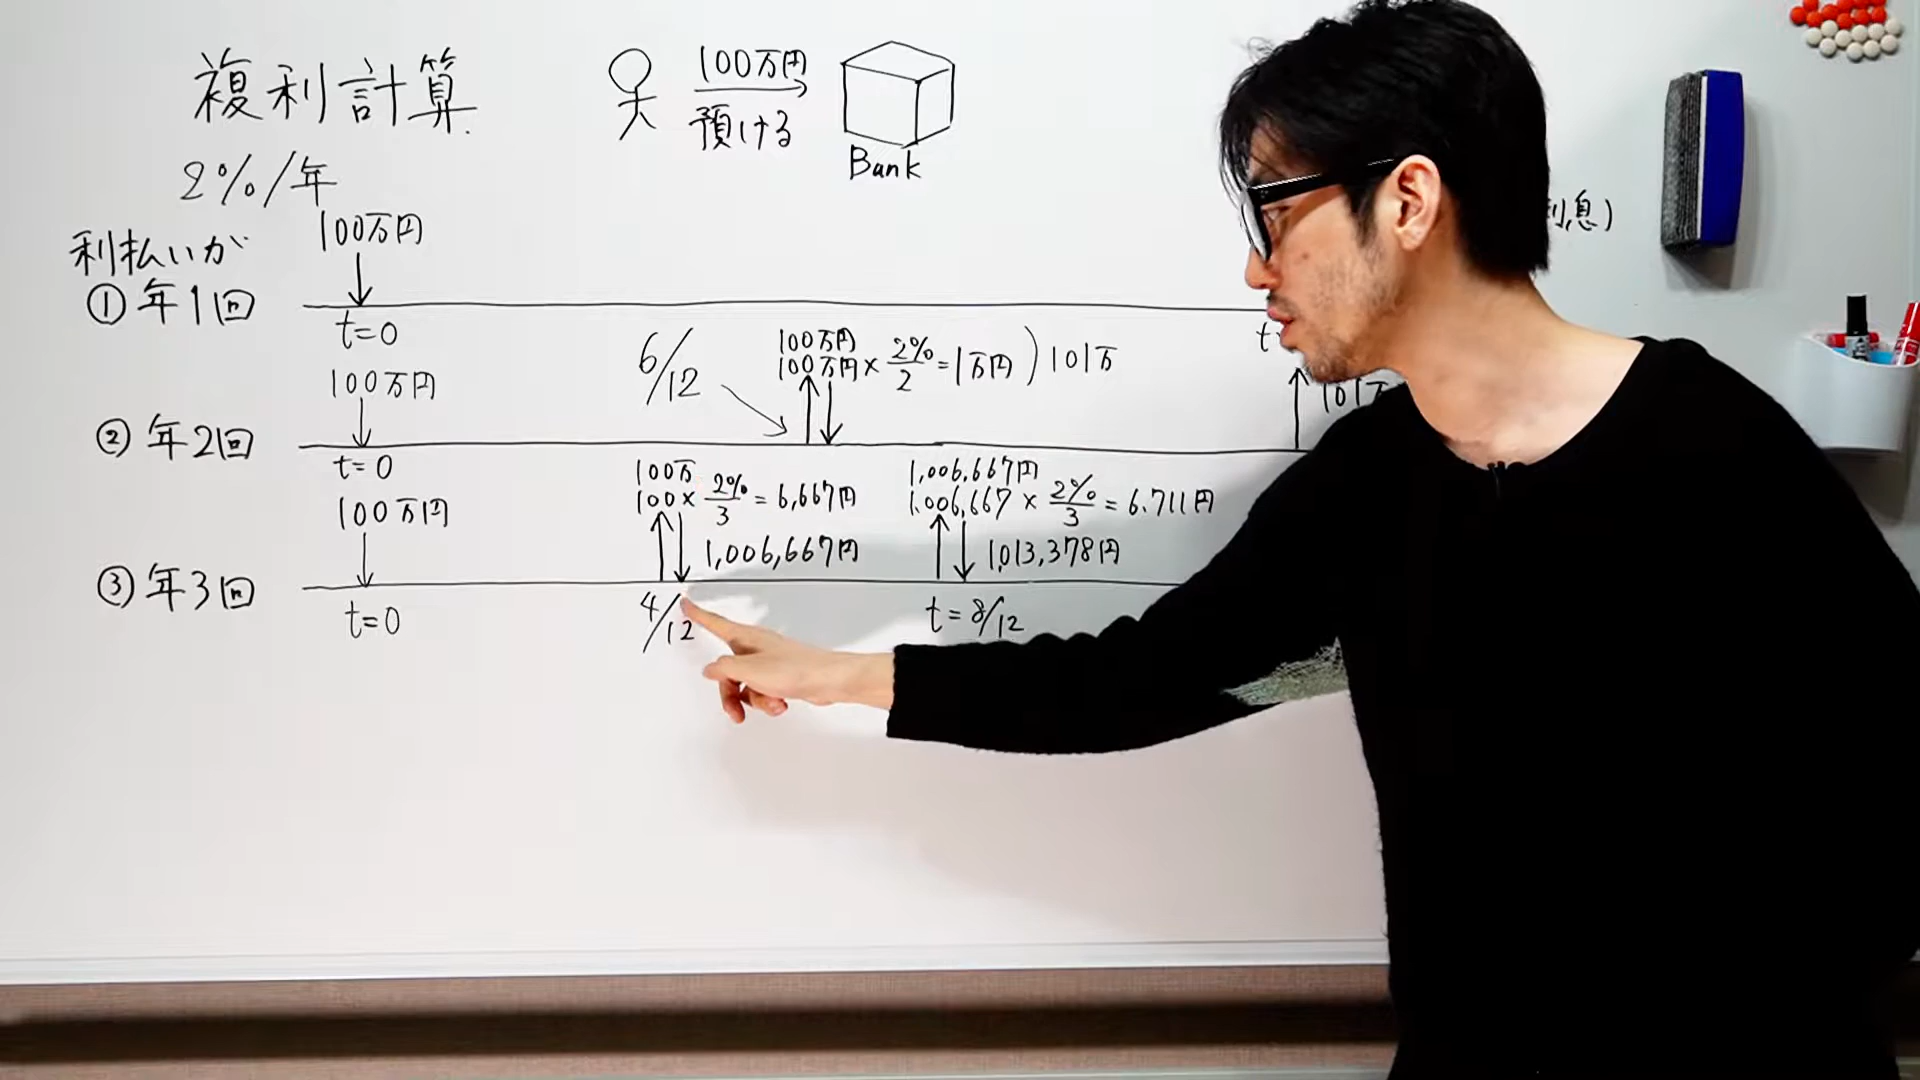 複利計算
2%/年
100万円
預ける
Bank
利息)
利払いが
100万円
①年1回
t=0
6/12
100万円
100万円×2%/2=1万円)101万
100万円
②年2回
t=0
101万
100万
100×2%/3=6,667円
1,006,667円
1,006,667円
1,006,667×2%/3=6.711円
1,013,378円
100万円
③年3回
t=0
4/12
t=8/12